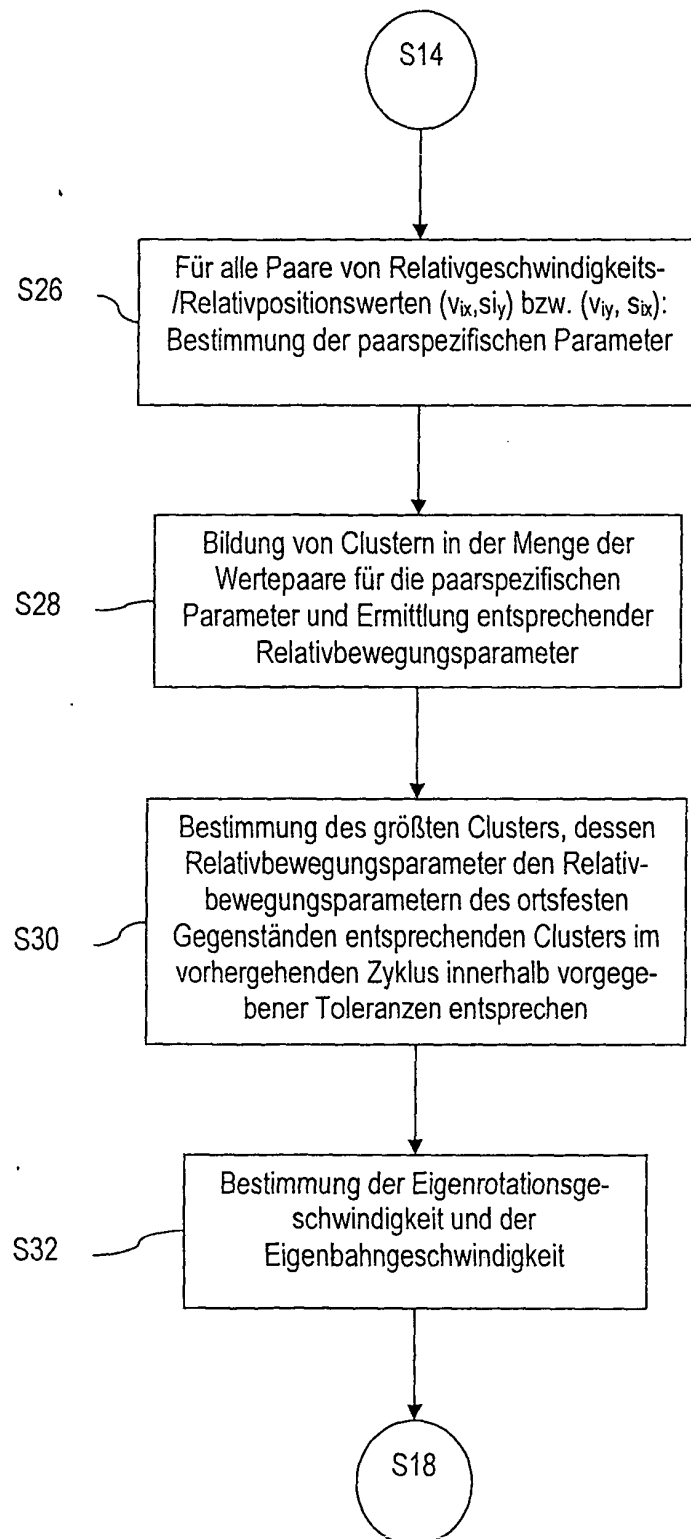 S14
S26
Für alle Paare von Relativgeschwindigkeits-
/Relativpositionswerten (vix,siy) bzw. (viy, six):
Bestimmung der paarspezifischen Parameter
S28
Bildung von Clustern in der Menge der
Wertepaare für die paarspezifischen
Parameter und Ermittlung entsprechender
Relativbewegungsparameter
S30
Bestimmung des größten Clusters, dessen
Relativbewegungsparameter den Relativ-
bewegungsparametern des ortsfesten
Gegenständen entsprechenden Clusters im
vorhergehenden Zyklus innerhalb vorgege-
bener Toleranzen entsprechen
S32
Bestimmung der Eigenrotationsge-
schwindigkeit und der
Eigenbahngeschwindigkeit
S18